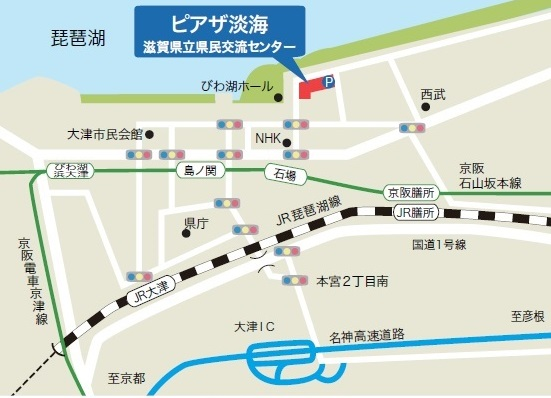 琵琶湖
ピアザ淡海
滋賀県立県民交流センター
びわ湖ホール
P
西武
大津市民会館
NHK
びわ湖
浜大津
島ノ関
石場
京阪
石山坂本線
京阪膳所
JR膳所
JR琵琶湖線
県庁
国道1号線
京阪電車京津線
JR大津
本宮2丁目南
大津IC
名神高速道路
至彦根
至京都